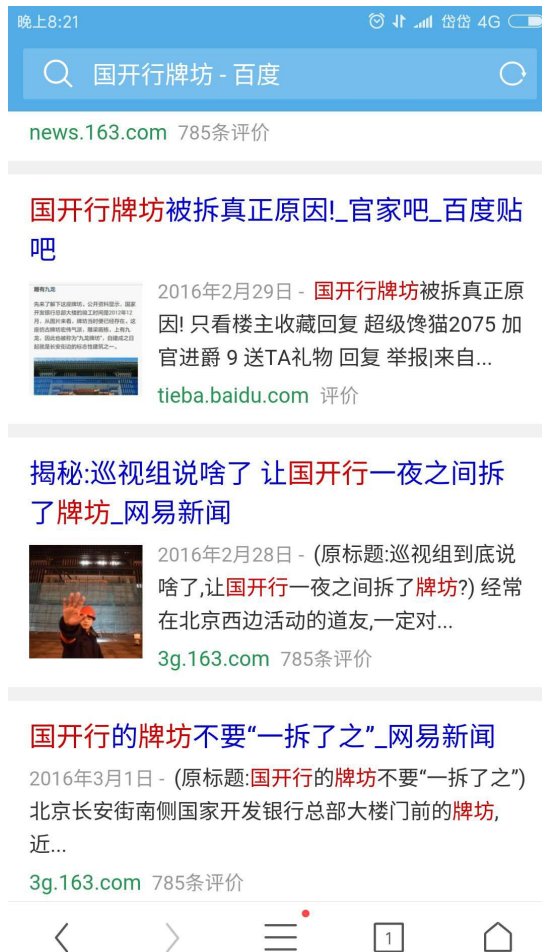 晚上8:21 岱岱 4G
国开行牌坊 - 百度
news.163.com 785条评价
国开行牌坊被拆真正原因!_官家吧_百度贴
吧
2016年2月29日 - 国开行牌坊被拆真正原
因! 只看楼主收藏回复 超级馋猫2075 加
官进爵 9 送TA礼物 回复 举报|来自...
tieba.baidu.com 评价
揭秘:巡视组说啥了 让国开行一夜之间拆
了牌坊_网易新闻
2016年2月28日 - (原标题:巡视组到底说
啥了,让国开行一夜之间拆了牌坊?) 经常
在北京西边活动的道友,一定对...
3g.163.com 785条评价
国开行的牌坊不要“一拆了之”_网易新闻
2016年3月1日 - (原标题:国开行的牌坊不要“一拆了之”)
北京长安街南侧国家开发银行总部大楼门前的牌坊,
近...
3g.163.com 785条评价
1